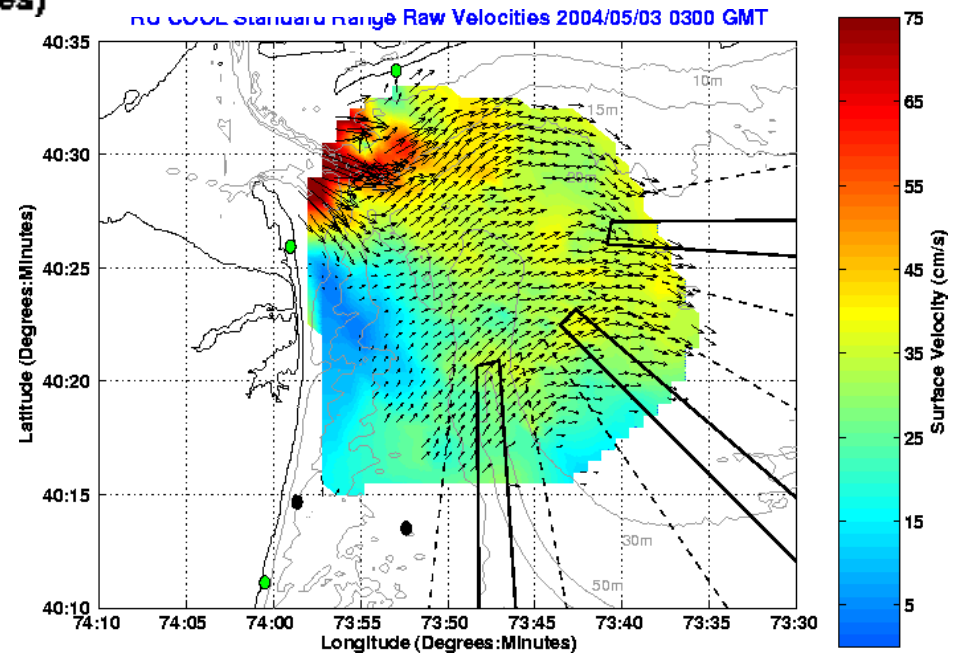 es)
RU COOL Standard Range Raw Velocities 2004/05/03 0300 GMT
40:35
40:30
40:25
40:20
40:15
40:10
Latitude (Degrees:Minutes)
10m
15m
20m
30m
50m
74:10 74:05 74:00 73:55 73:50 73:45 73:40 73:35 73:30
Longitude (Degrees:Minutes)
75
65
55
45
35
25
15
5
Surface Velocity (cm/s)